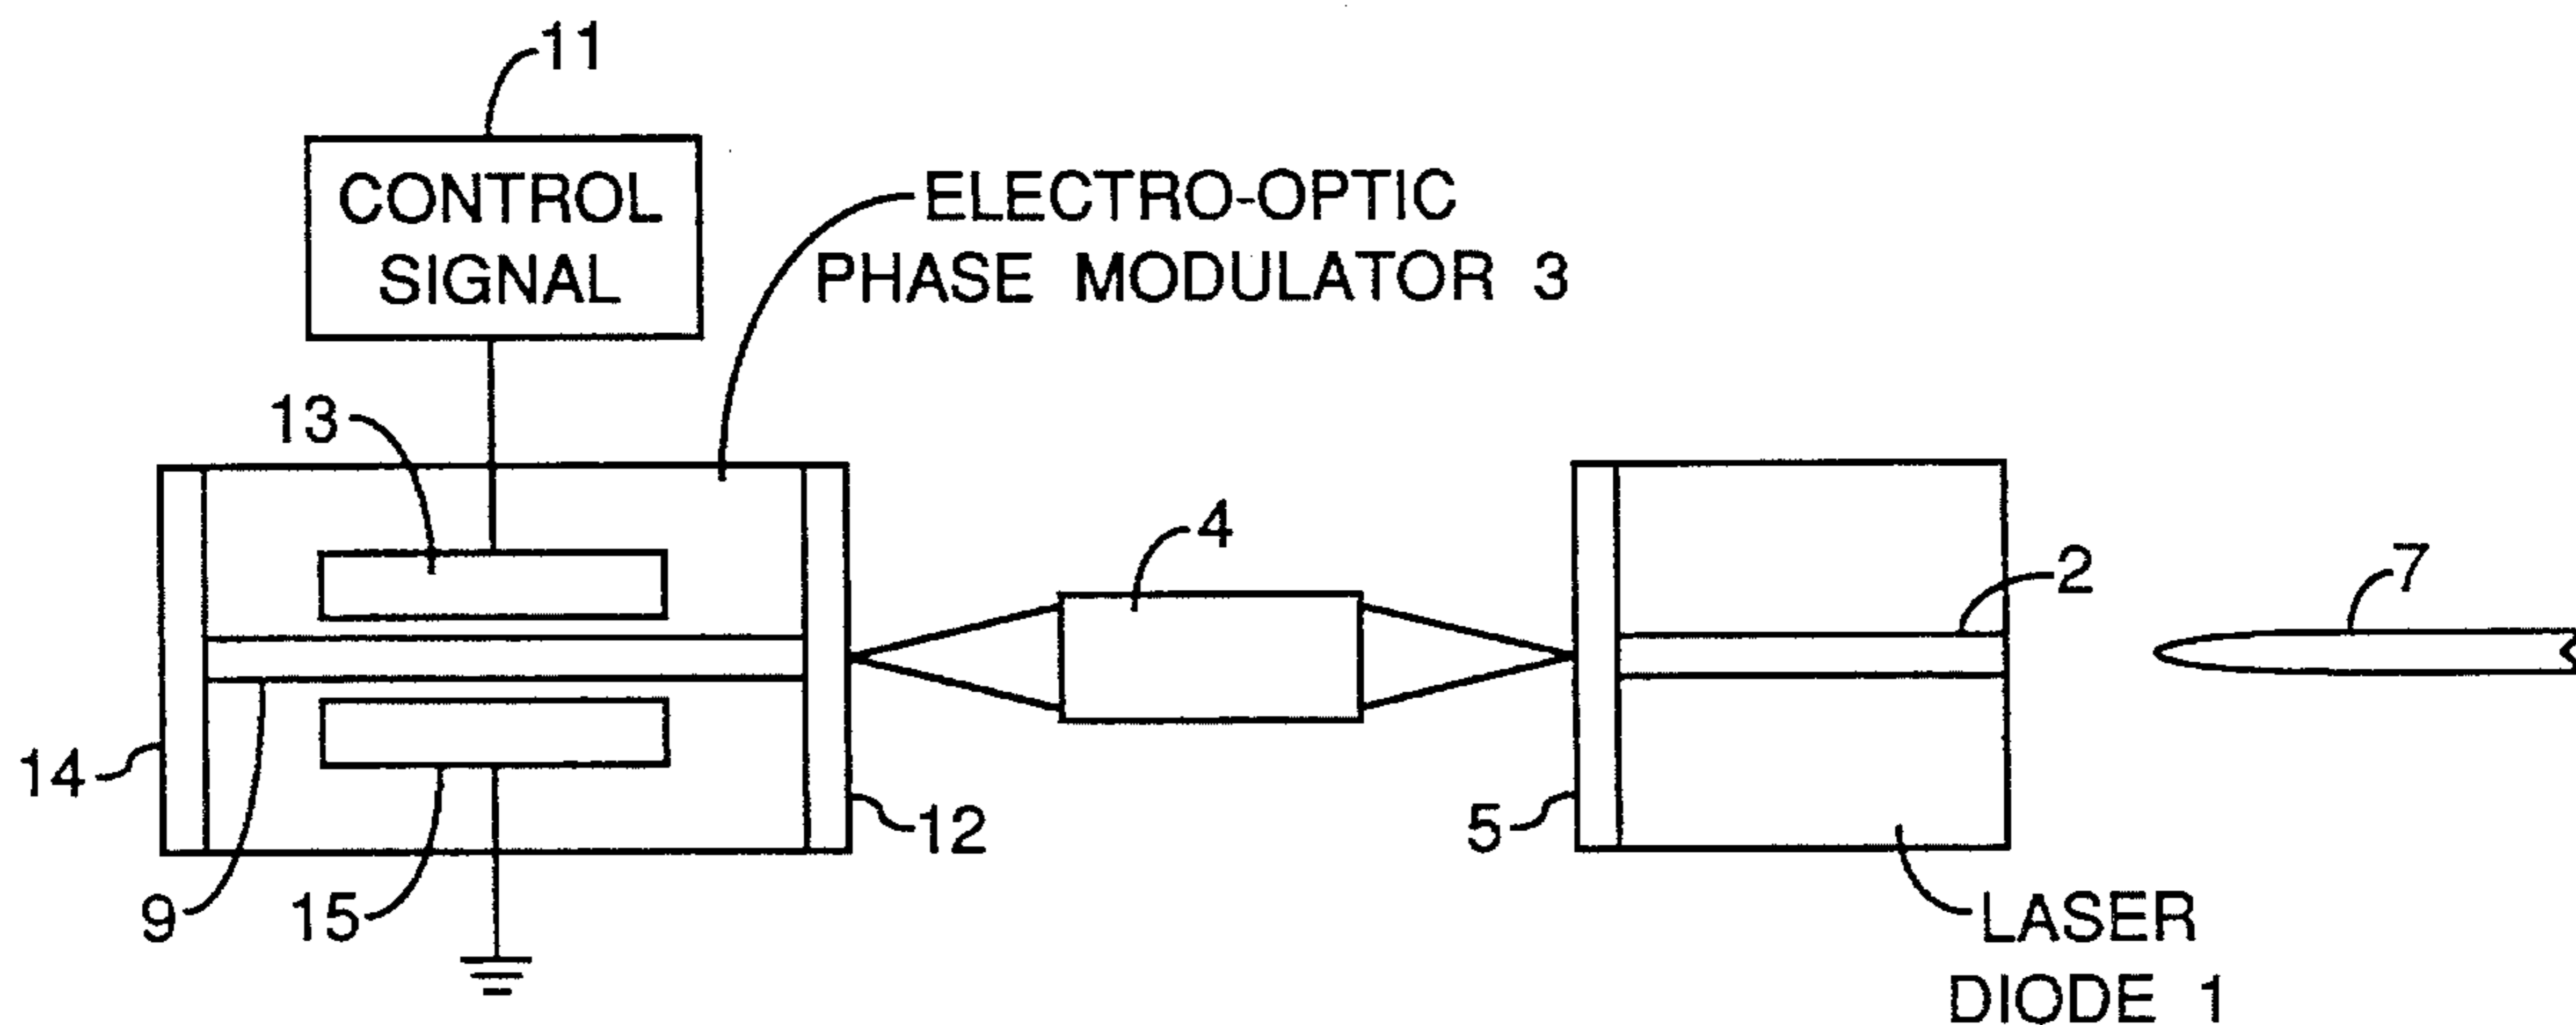 11
CONTROL
SIGNAL
ELECTRO-OPTIC
PHASE MODULATOR 3
13
4
2
7
14
12
5
9
15
LASER
DIODE 1